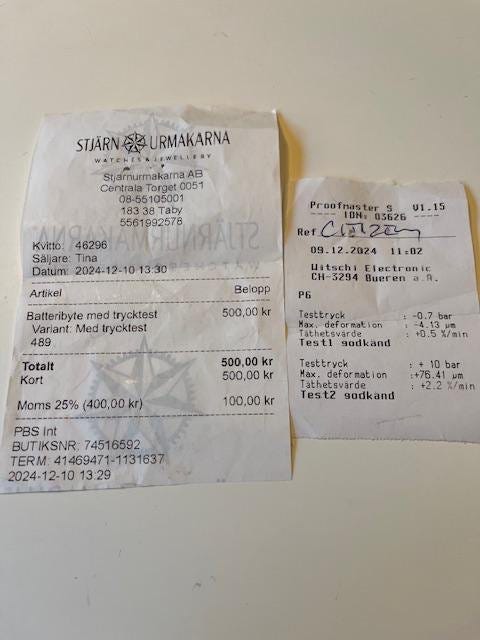 STJÄRN URMAKARNA
WATCHES & JEWELLERY
Stjärnurmakarna AB
Centrala Torget 0051
08-55105001
183 38 Täby
5561992578
Kvitto: 46296
Säljare: Tina
Datum: 2024-12-10 13:30
Artikel Belopp
Batteribyte med trycktest 500,00 kr
Variant: Med trycktest
489
Totalt 500,00 kr
Kort 500,00 kr
Moms 25% (400,00 kr) 100,00 kr
PBS Int
BUTIKSNR: 74516592
TERM: 41469471-1131637
2024-12-10 13:29
Proofmaster S V1.15
IDN: 03626
Ref Citizen
09.12.2024 11:02
Witschi Electronic
CH-3294 Bueren a.A.
P6
Testtryck : -0.7 bar
Max. deformation : -4.13 µm
Täthetsvärde : +0.5 %/min
Test1 godkänd
Testtryck : + 10 bar
Max. deformation :+76.41 µm
Täthetsvärde : +2.2 %/min
Test2 godkänd